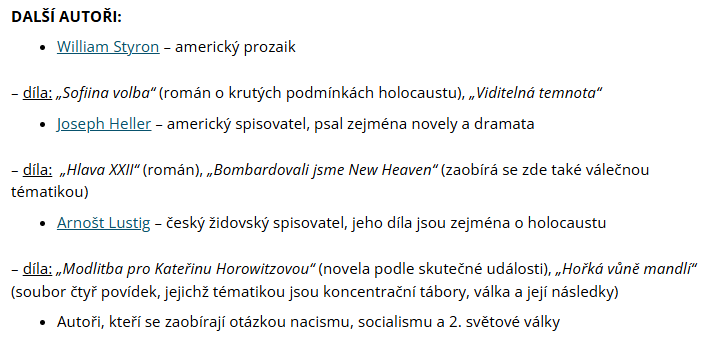 DALŠÍ AUTOŘI:
• William Styron – americký prozaik
– díla: „Sofiina volba“ (román o krutých podmínkách holocaustu), „Viditelná temnota“
• Joseph Heller – americký spisovatel, psal zejména novely a dramata
– díla: „Hlava XXII“ (román), „Bombardovali jsme New Heaven“ (zaobírá se zde také válečnou
tématikou)
• Arnošt Lustig – český židovský spisovatel, jeho díla jsou zejména o holocaustu
– díla: „Modlitba pro Kateřinu Horowitzovou“ (novela podle skutečné události), „Hořká vůně mandlí“
(soubor čtyř povídek, jejichž tématikou jsou koncentrační tábory, válka a její následky)
• Autoři, kteří se zaobírají otázkou nacismu, socialismu a 2. světové války